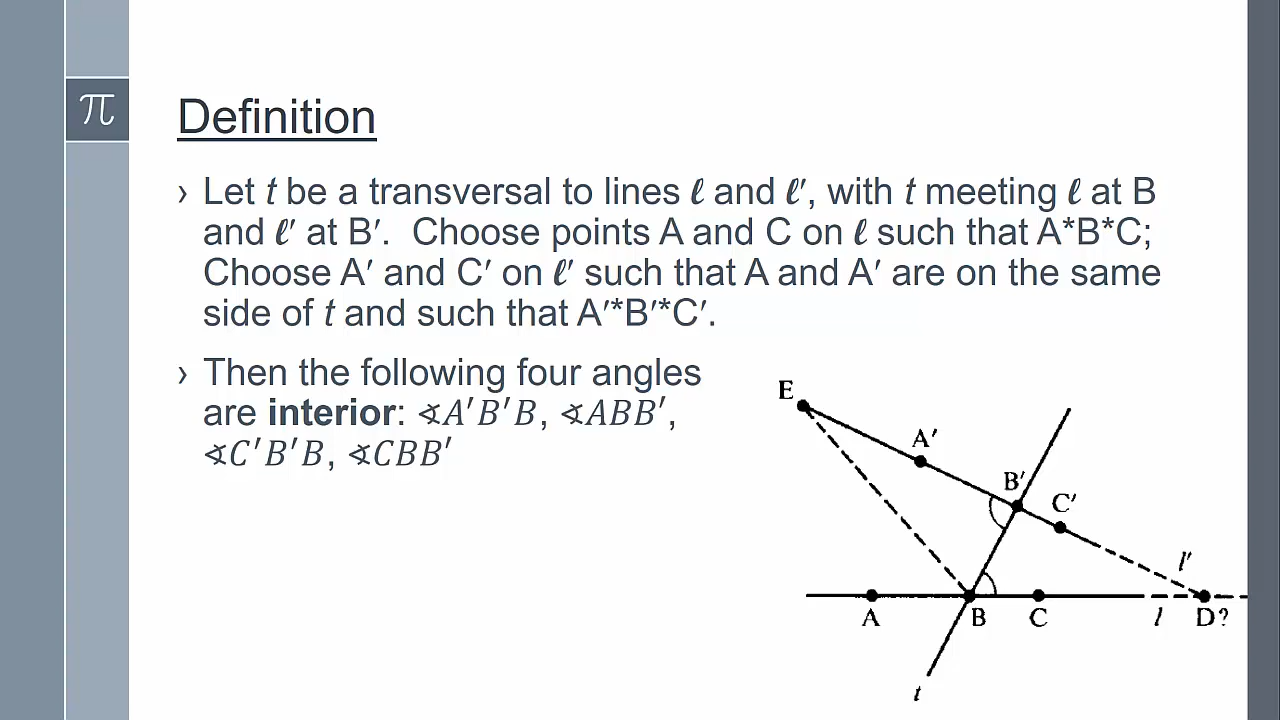 π
Definition
› Let t be a transversal to lines ℓ and ℓ′, with t meeting ℓ at B
and ℓ′ at B′. Choose points A and C on ℓ such that A*B*C;
Choose A′ and C′ on ℓ′ such that A and A′ are on the same
side of t and such that A′*B′*C′.
› Then the following four angles
are interior: ∢A′B′B, ∢ABB′,
∢C′B′B, ∢CBB′
E
A′
B′
C′
l′
A
B
C
l
D?
t